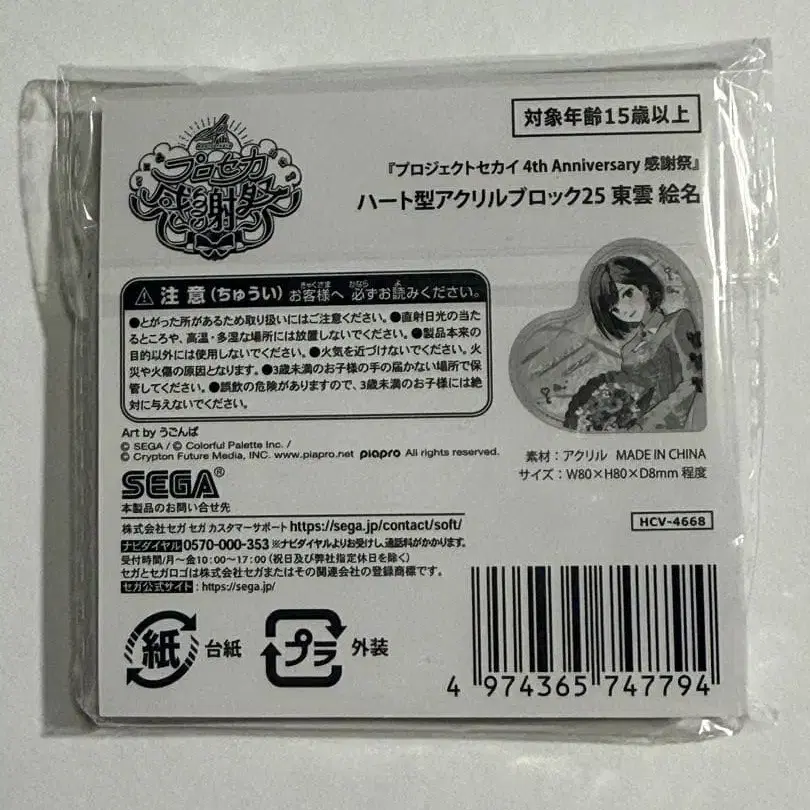 対象年齢15歳以上
プロセカ
感謝祭
『プロジェクトセカイ 4th Anniversary 感謝祭』
ハート型アクリルブロック25 東雲 絵名
⚠注意(ちゅうい) お客様へ 必ずお読みください。
●とがった所があるため取り扱いにはご注意ください。●直射日光の当た
るところや、高温・多湿な場所には放置しないでください。●製品本来の
目的以外には使用しないでください。●火気を近づけないでください。火
災や火傷の原因となります。●3歳未満のお子様の手の届かない場所で保
管してください。●誤飲の危険がありますので、3歳未満のお子様には絶
対に与えないでください。
Art by うごんば
© SEGA / © Colorful Palette Inc. /
© Crypton Future Media, INC. www.piapro.net piapro All rights reserved.
素材:アクリル MADE IN CHINA
サイズ:W80×H80×D8mm 程度
SEGA®
本製品のお問い合せ先
株式会社セガ セガ カスタマーサポート https://sega.jp/contact/soft/
ナビダイヤル 0570-000-353 ※ナビダイヤルよりお受けし、通話料がかかります。
受付時間/月~金10:00~17:00(祝日及び弊社指定休日を除く)
セガとセガロゴは株式会社セガまたはその関連会社の登録商標です。
セガ公式サイト:https://sega.jp/
HCV-4668
紙 台紙
プラ 外装
4 974365 747794